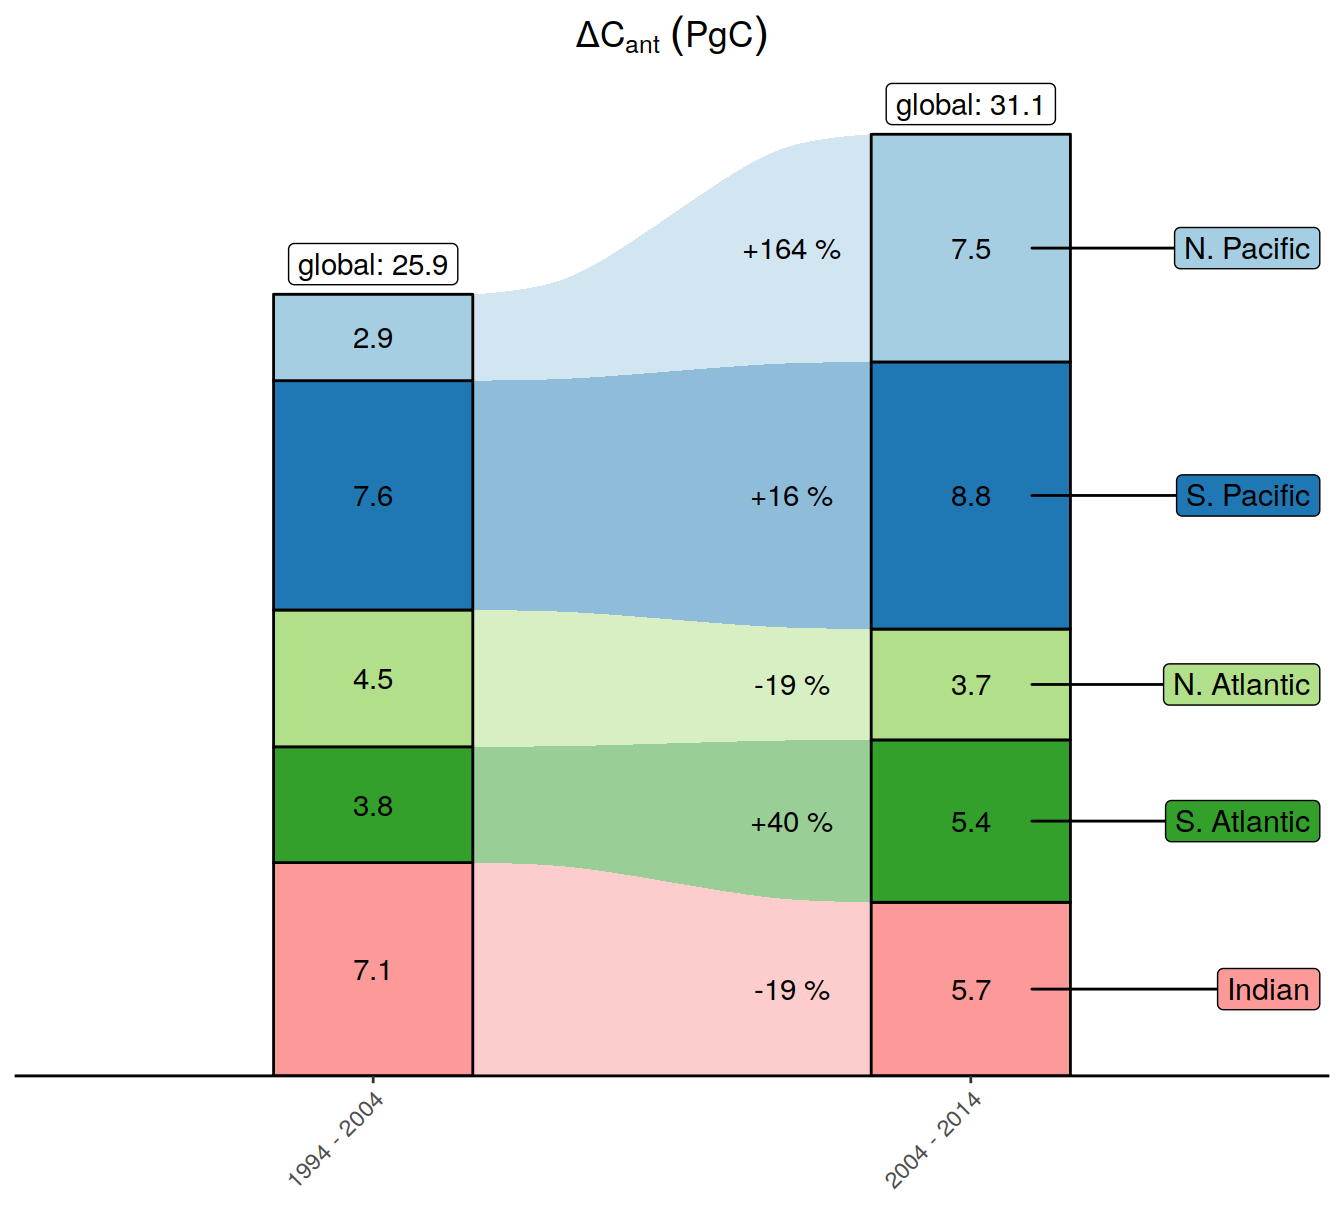 ΔCant (PgC)
global: 31.1
global: 25.9
+164 % 7.5 N. Pacific
2.9
7.6 +16 % 8.8 S. Pacific
4.5 -19 % 3.7 N. Atlantic
3.8 +40 % 5.4 S. Atlantic
7.1 -19 % 5.7 Indian
1994 - 2004 2004 - 2014